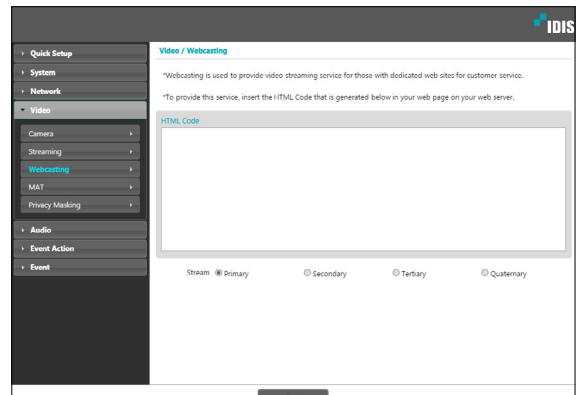 IDIS
Quick Setup
System
Network
Video
Camera
Streaming
Webcasting
MAT
Privacy Masking
Audio
Event Action
Event
Video / Webcasting
*Webcasting is used to provide video streaming service for those with dedicated web sites for customer service.
*To provide this service, insert the HTML Code that is generated below in your web page on your web server.
HTML Code
Stream Primary Secondary Tertiary Quaternary